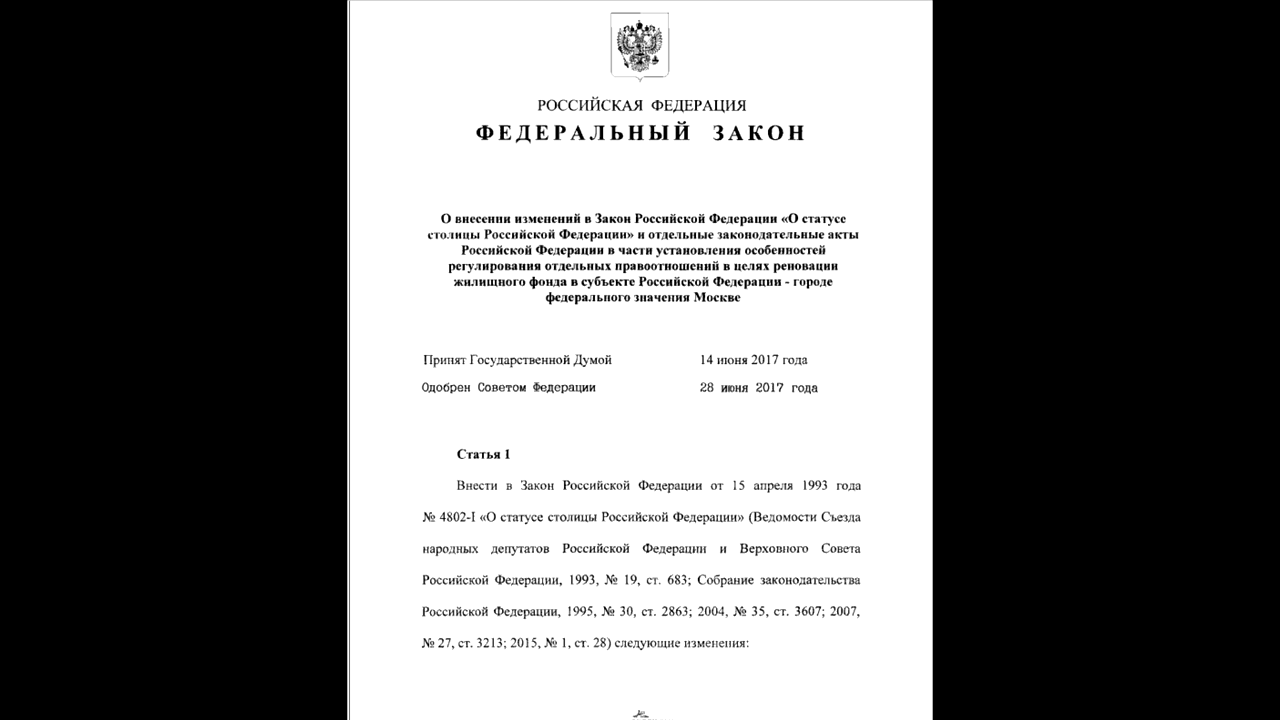 РОССИЙСКАЯ ФЕДЕРАЦИЯ
ФЕДЕРАЛЬНЫЙ ЗАКОН
О внесении изменений в Закон Российской Федерации «О статусе
столицы Российской Федерации» и отдельные законодательные акты
Российской Федерации в части установления особенностей
регулирования отдельных правоотношений в целях реновации
жилищного фонда в субъекте Российской Федерации - городе
федерального значения Москве
Принят Государственной Думой 14 июня 2017 года
Одобрен Советом Федерации 28 июня 2017 года
Статья 1
Внести в Закон Российской Федерации от 15 апреля 1993 года
№ 4802-I «О статусе столицы Российской Федерации» (Ведомости Съезда
народных депутатов Российской Федерации и Верховного Совета
Российской Федерации, 1993, № 19, ст. 683; Собрание законодательства
Российской Федерации, 1995, № 30, ст. 2863; 2004, № 35, ст. 3607; 2007,
№ 27, ст. 3213; 2015, № 1, ст. 28) следующие изменения: